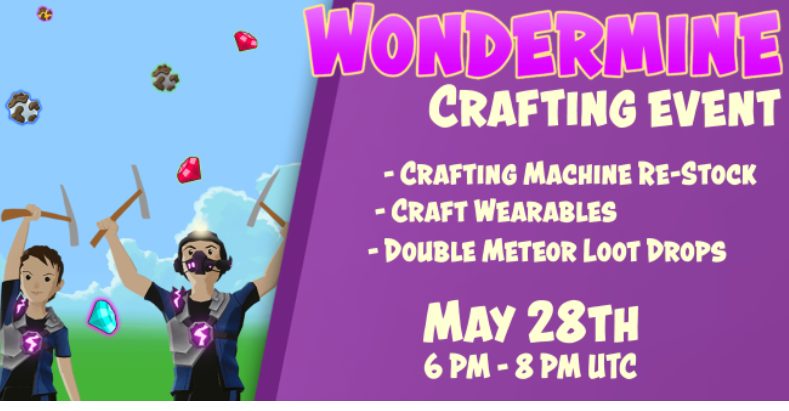 Wondermine
Crafting event
- Crafting Machine Re-Stock
- Craft Wearables
- Double Meteor Loot Drops
May 28th
6 PM - 8 PM UTC